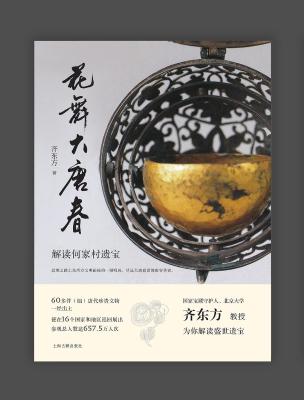 花舞大唐春
齐东方 著
解读何家村遗宝
60多件(组)唐代珍贵文物
一经出土
便在16个国家和地区巡回展出
参观总人数超657.5万人次
国家宝藏守护人、北京大学
齐东方 教授
为你解读盛世遗宝
上海古籍出版社